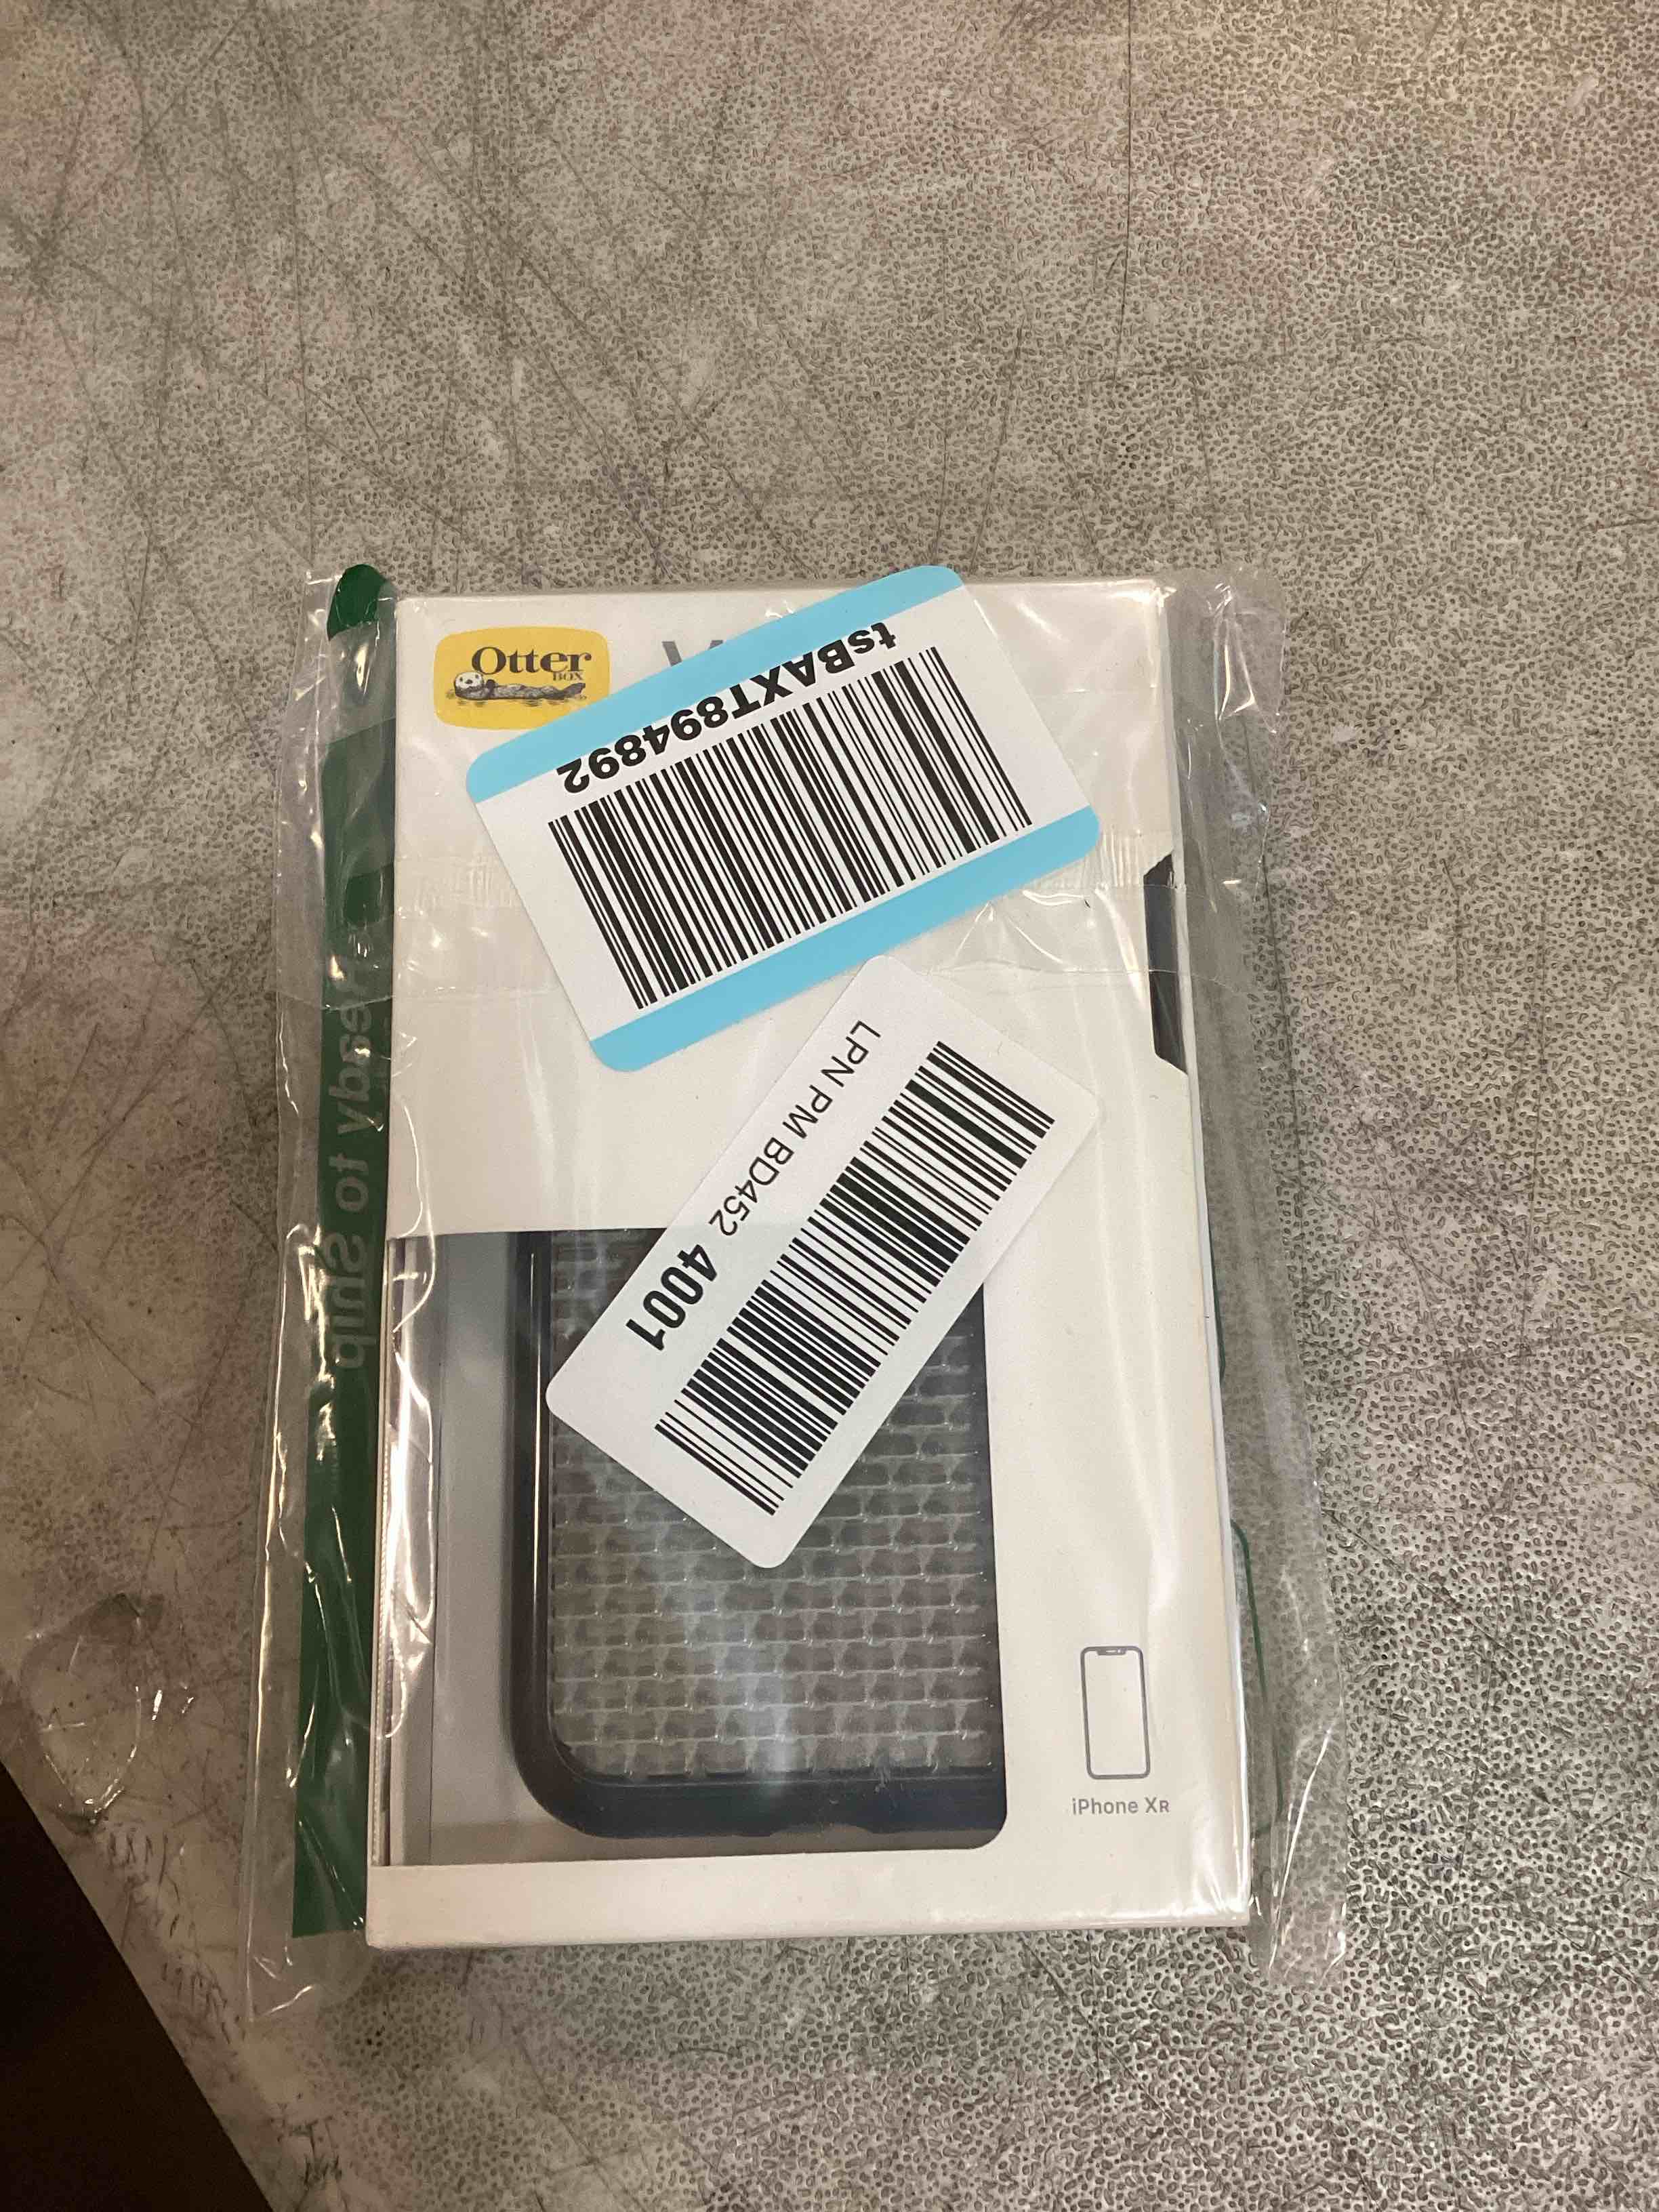 Otter
BOX
tsBAXT894892
LPN PM BD452 4001
Ready to Ship
iPhone XR